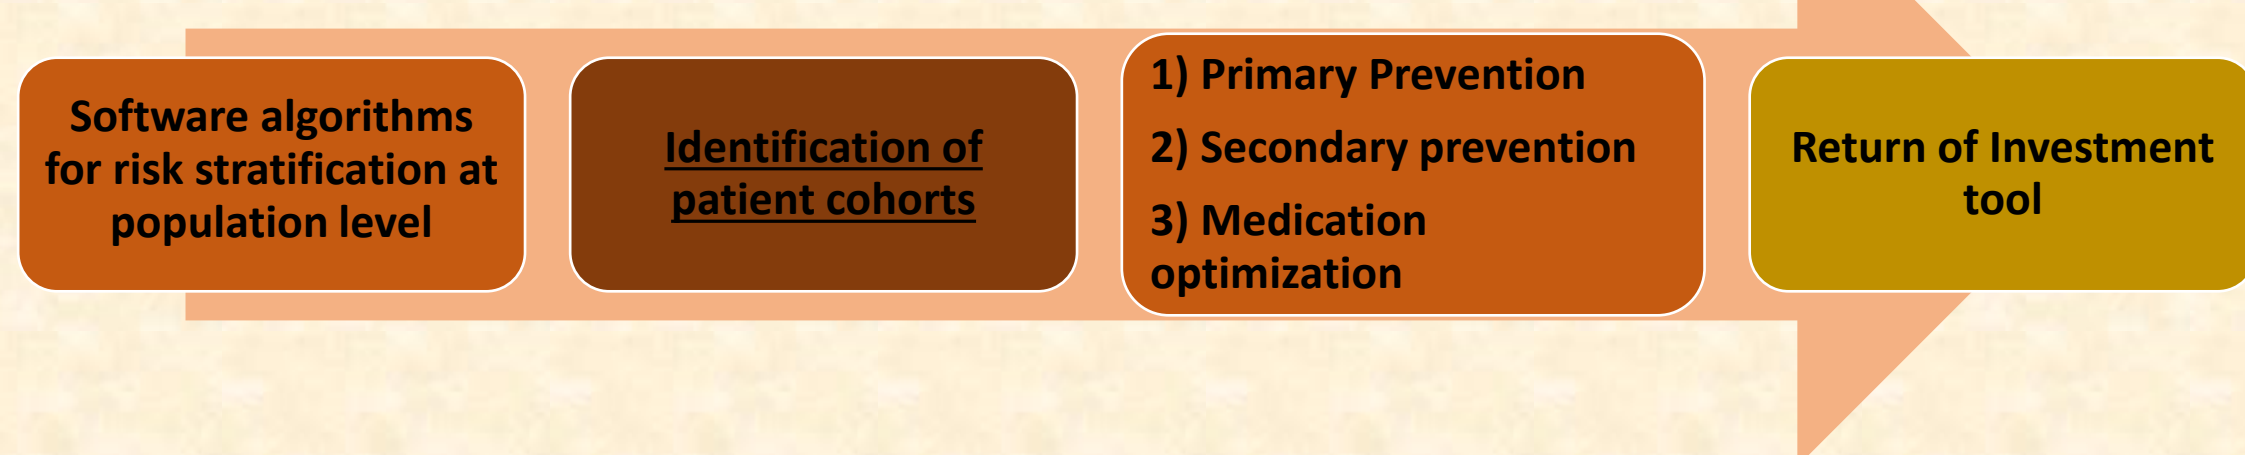 Software algorithms
for risk stratification at
population level
Identification of
patient cohorts
1) Primary Prevention
2) Secondary prevention
3) Medication
optimization
Return of Investment
tool